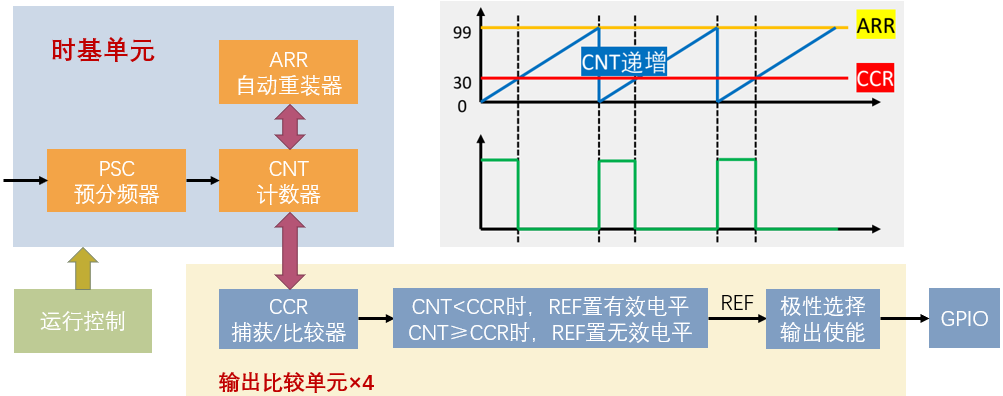 时基单元
ARR
自动重装器
PSC
预分频器
CNT
计数器
运行控制
99
30
0
CNT递增
ARR
CCR
CCR
捕获/比较器
CNT<CCR时，REF置有效电平
CNT≥CCR时，REF置无效电平
REF
极性选择
输出使能
GPIO
输出比较单元×4